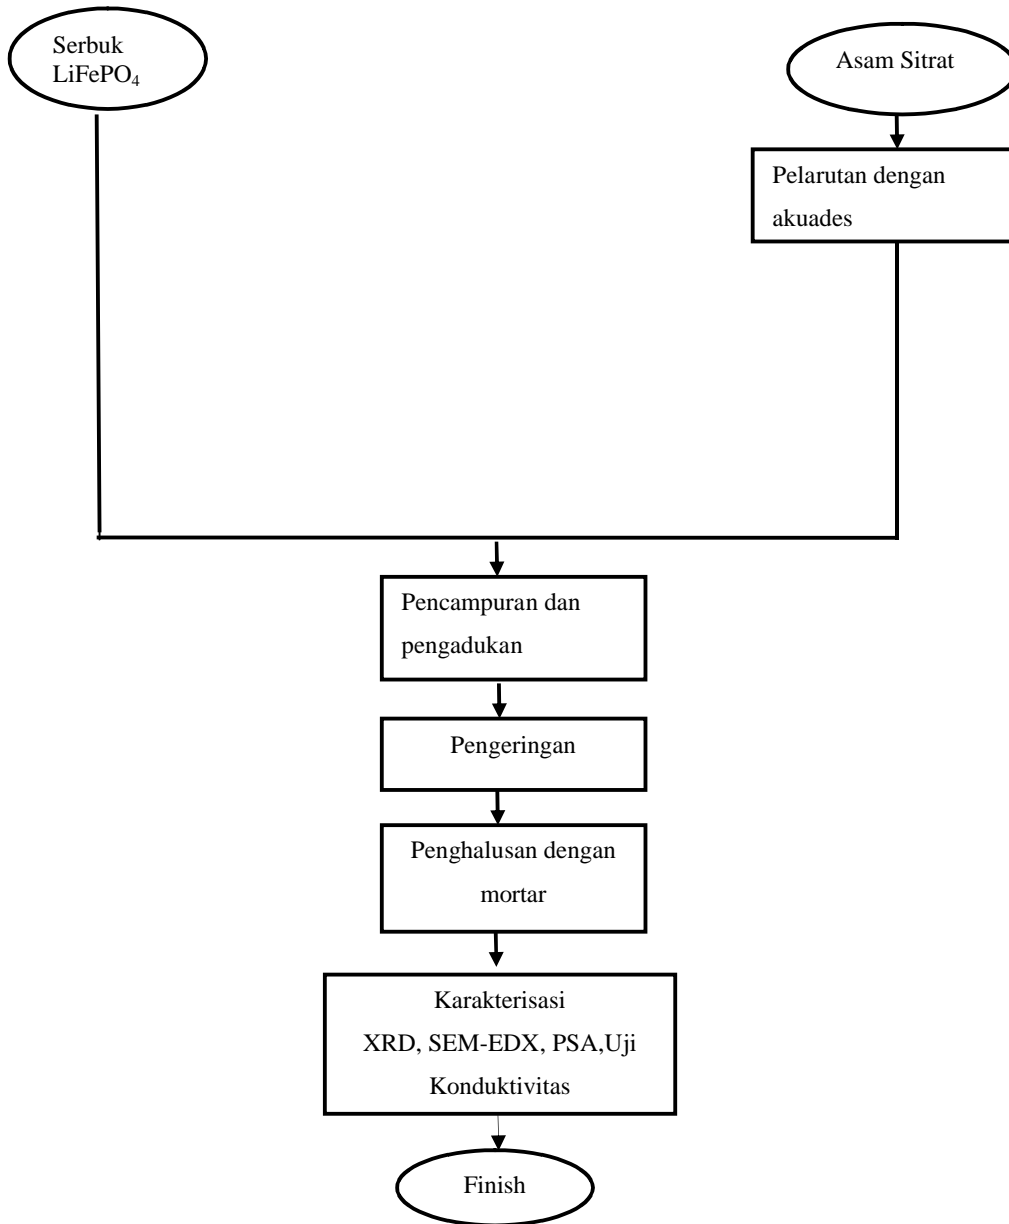 Serbuk
LiFePO₄
Asam Sitrat
Pelarutan dengan
akuades
Pencampuran dan
pengadukan
Pengeringan
Penghalusan dengan
mortar
Karakterisasi
XRD, SEM-EDX, PSA,Uji
Konduktivitas
Finish